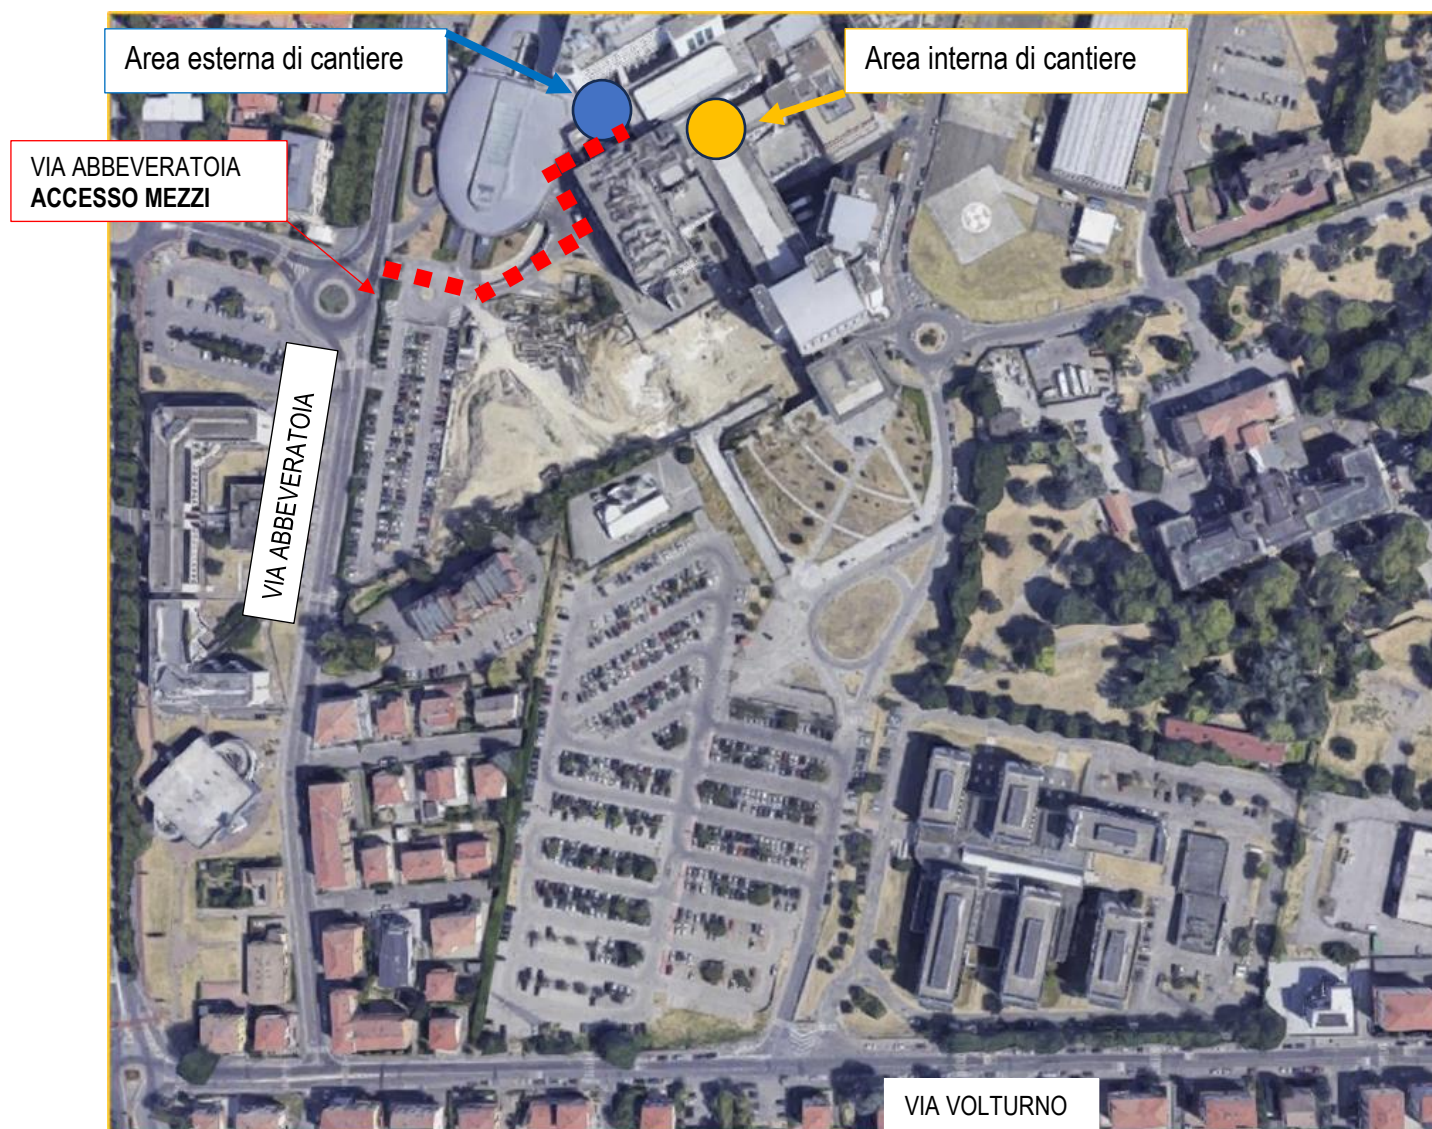 Area esterna di cantiere
Area interna di cantiere
VIA ABBEVERATOIA
ACCESSO MEZZI
VIA ABBEVERATOIA
VIA VOLTURNO